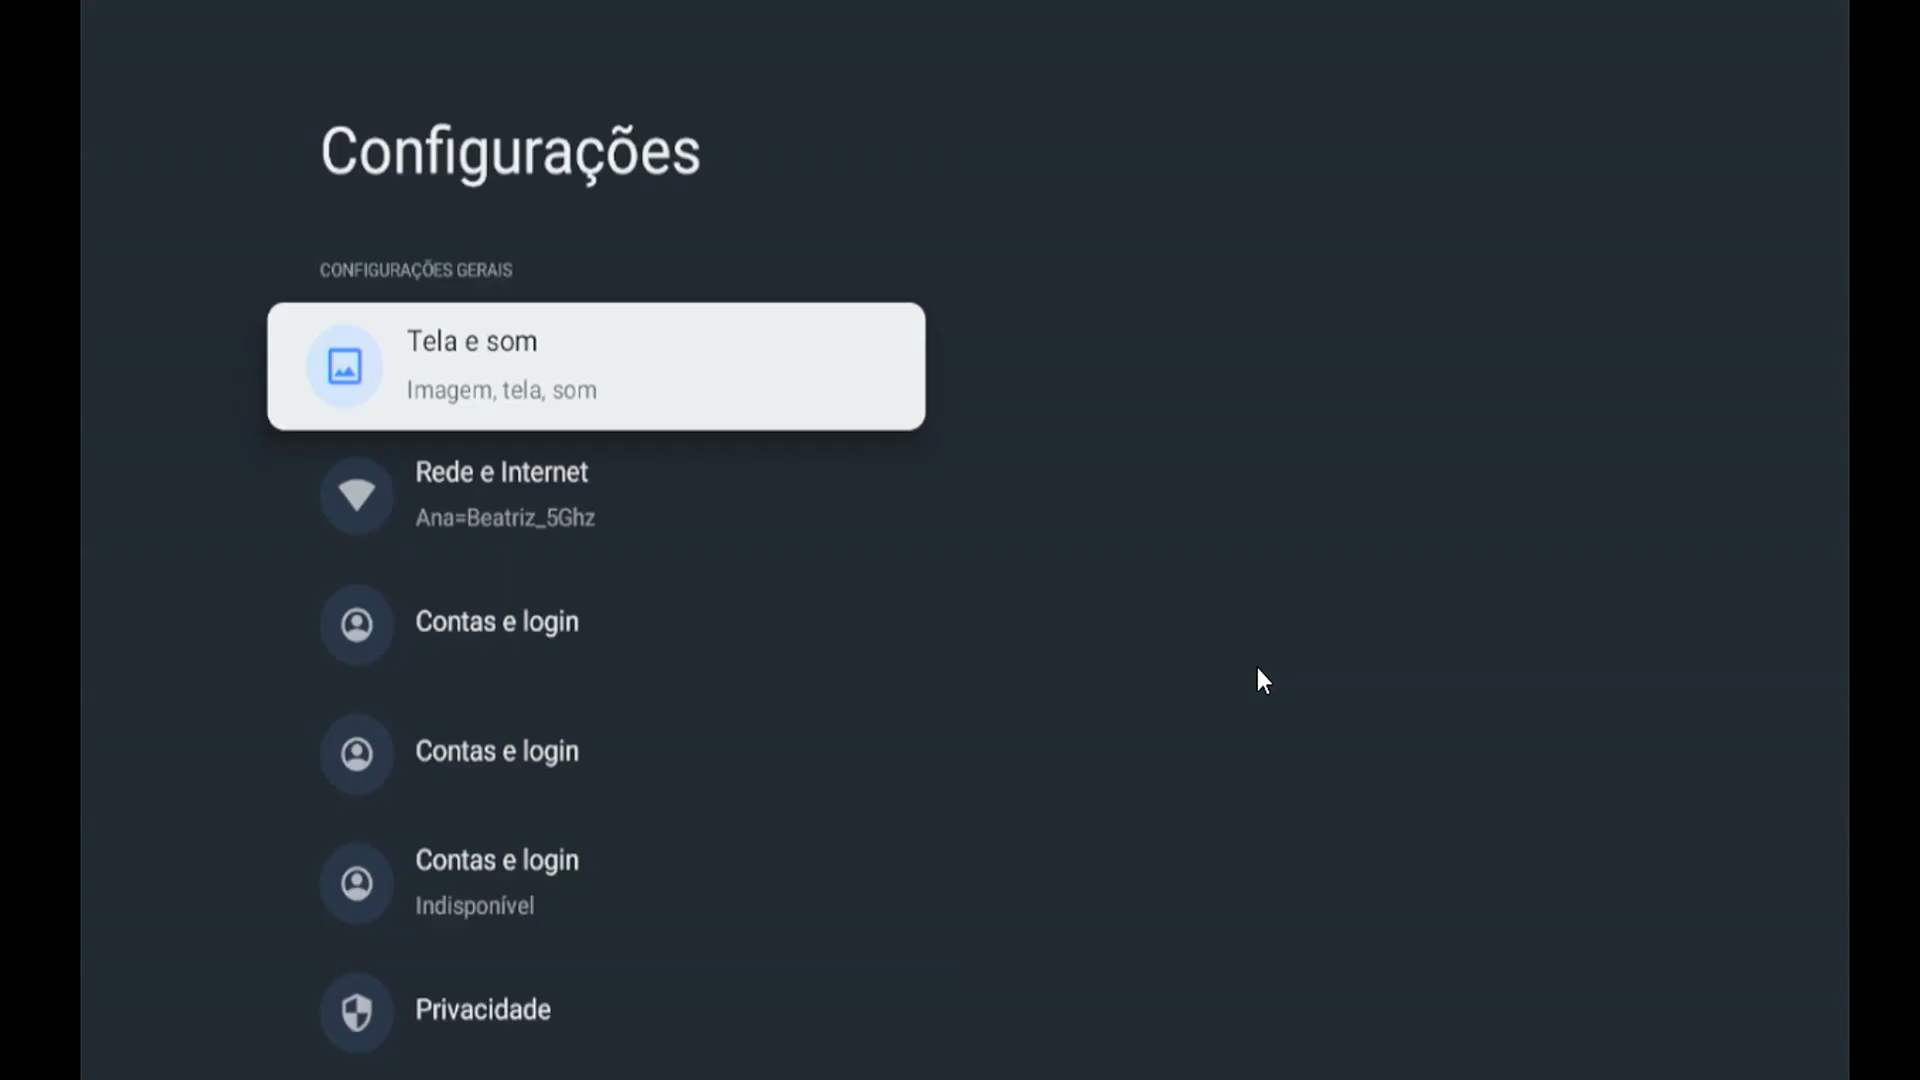 Configurações
CONFIGURAÇÕES GERAIS
Tela e som
Imagem, tela, som
Rede e Internet
Ana=Beatriz_5Ghz
Contas e login
Contas e login
Contas e login
Indisponível
Privacidade